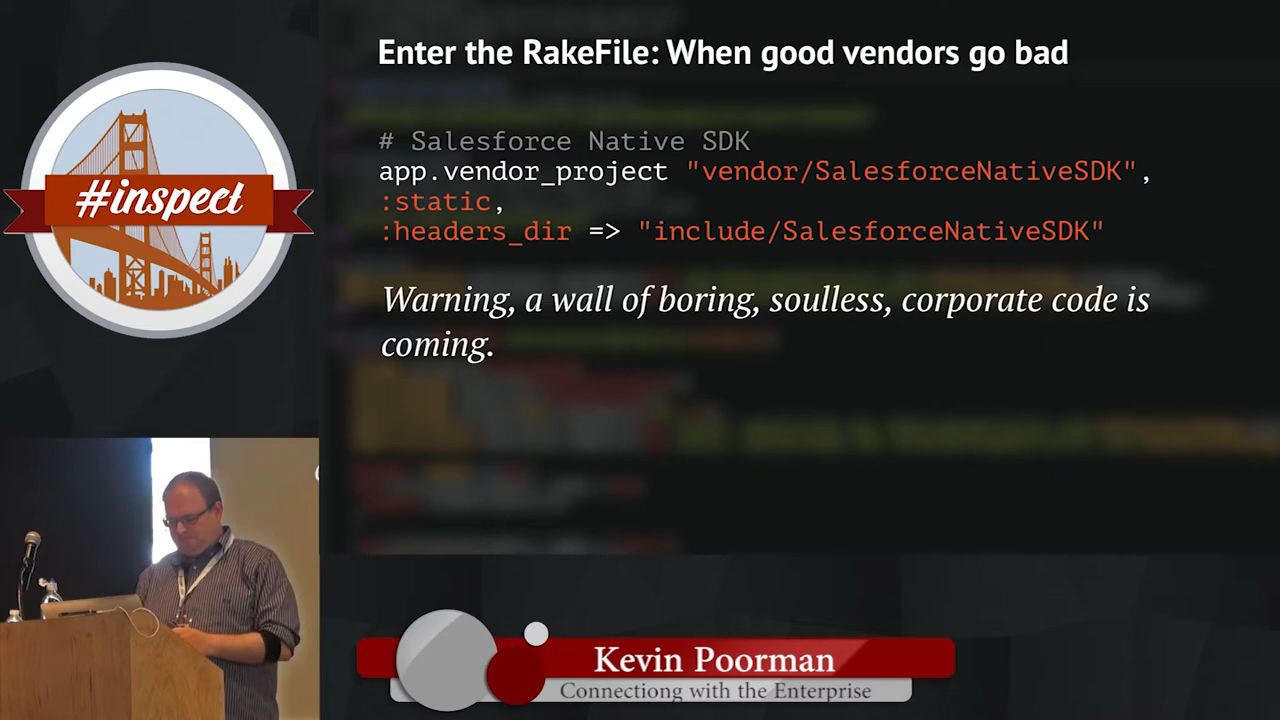 Enter the RakeFile: When good vendors go bad
#inspect
# Salesforce Native SDK
app.vendor_project "vendor/SalesforceNativeSDK",
:static,
:headers_dir => "include/SalesforceNativeSDK"
Warning, a wall of boring, soulless, corporate code is
coming.
Kevin Poorman
Connectiong with the Enterprise